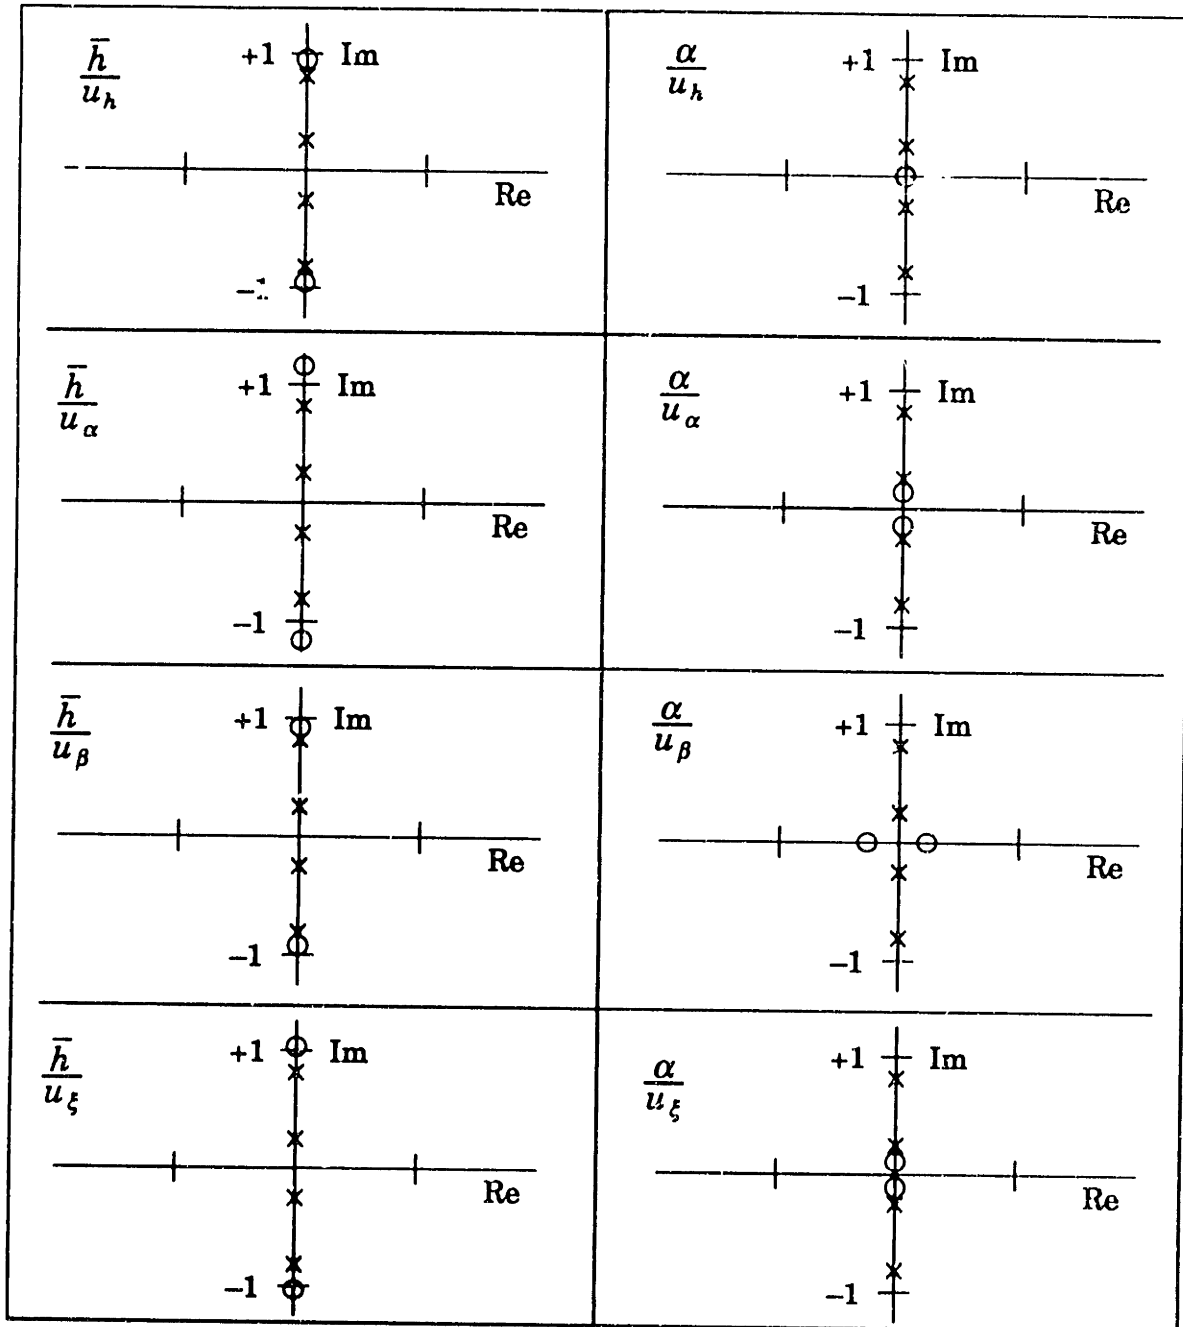 h̅/u_h +1 Im
Re
α/u_h +1 Im
Re
−1
h̅/u_α +1 Im
Re
−1
α/u_α +1 Im
Re
−1
h̅/u_β +1 Im
Re
−1
α/u_β +1 Im
Re
−1
h̅/u_ξ +1 Im
Re
−1
α/u_ξ +1 Im
Re
−1